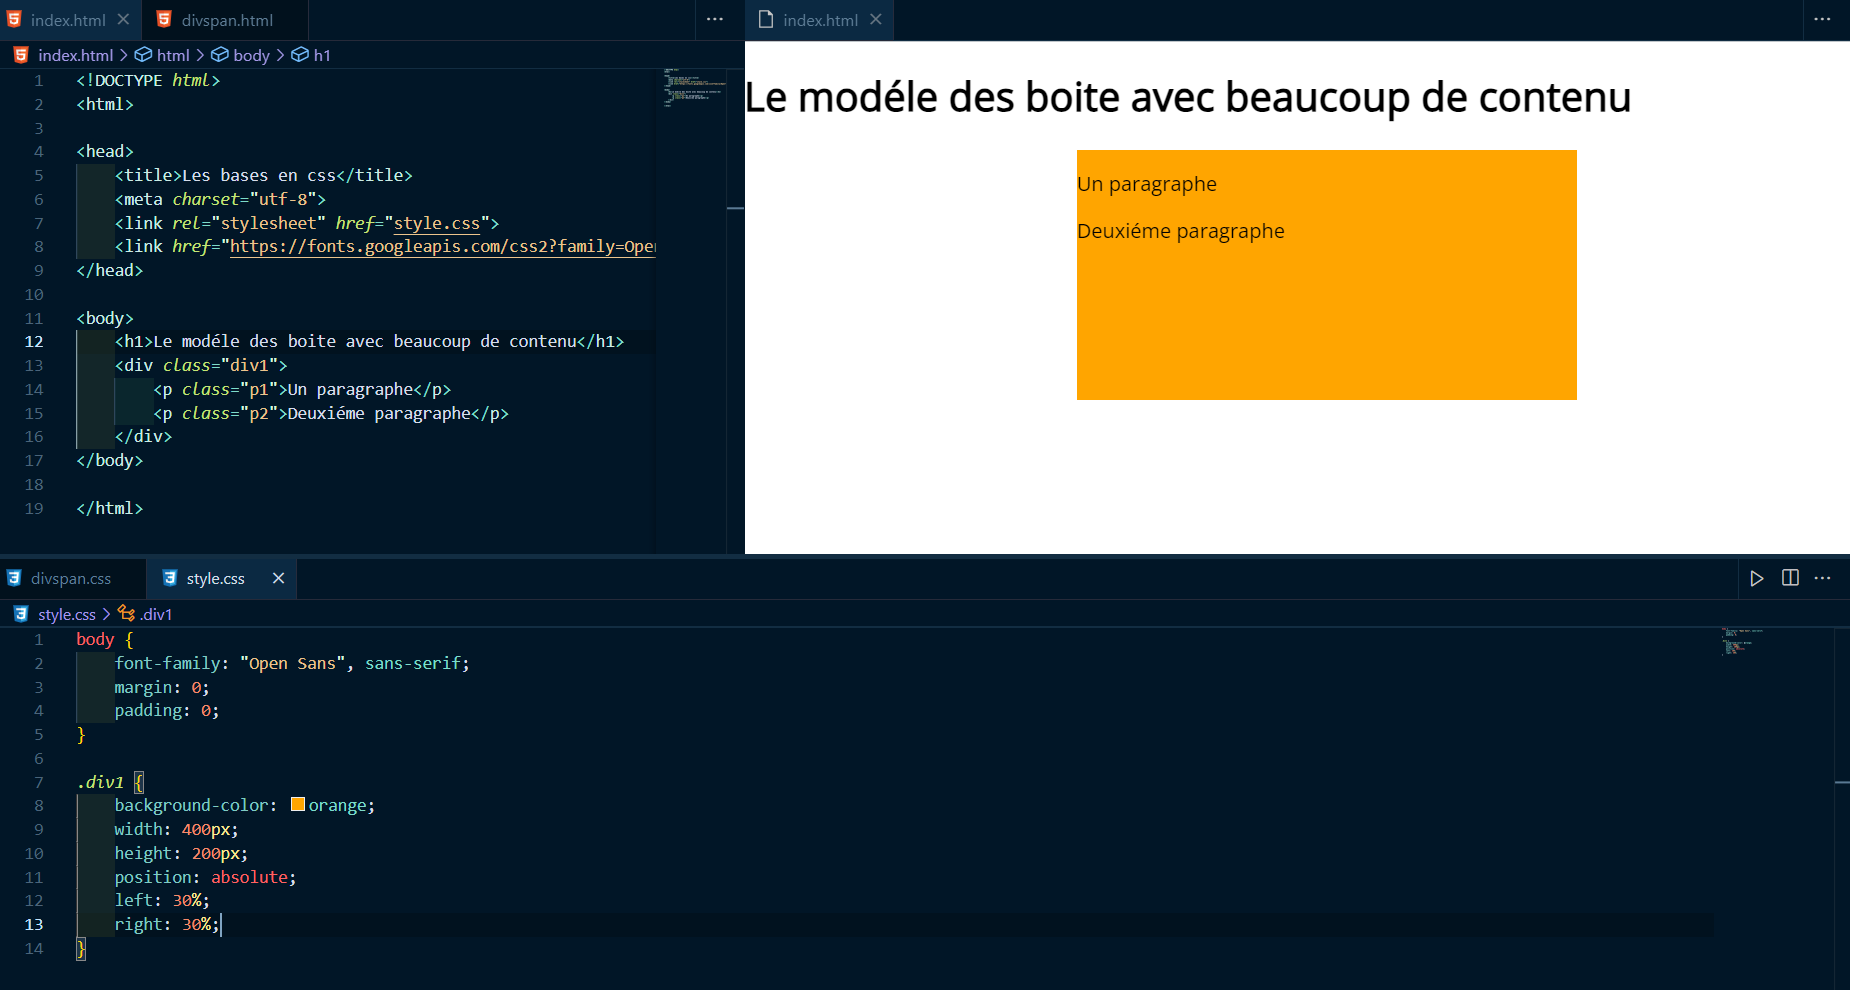 index.html
divspan.html
index.html > html > body > h1
1 <!DOCTYPE html>
2 <html>
3
4 <head>
5 <title>Les bases en css</title>
6 <meta charset="utf-8">
7 <link rel="stylesheet" href="style.css">
8 <link href="https://fonts.googleapis.com/css2?family=Ope
9 </head>
10
11 <body>
12 <h1>Le modéle des boite avec beaucoup de contenu</h1>
13 <div class="div1">
14 <p class="p1">Un paragraphe</p>
15 <p class="p2">Deuxiéme paragraphe</p>
16 </div>
17 </body>
18
19 </html>
index.html
Le modéle des boite avec beaucoup de contenu
Un paragraphe
Deuxiéme paragraphe
divspan.css
style.css
style.css > .div1
1 body {
2 font-family: "Open Sans", sans-serif;
3 margin: 0;
4 padding: 0;
5 }
6
7 .div1 {
8 background-color: orange;
9 width: 400px;
10 height: 200px;
11 position: absolute;
12 left: 30%;
13 right: 30%;
14 }